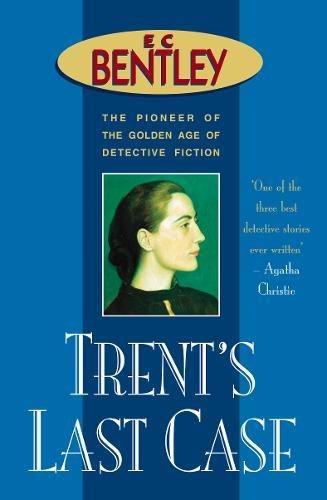 E C
BENTLEY
THE PIONEER OF
THE GOLDEN AGE OF
DETECTIVE FICTION
'One of the
three best
detective stories
ever written'
– Agatha
Christie
TRENT'S
LAST CASE